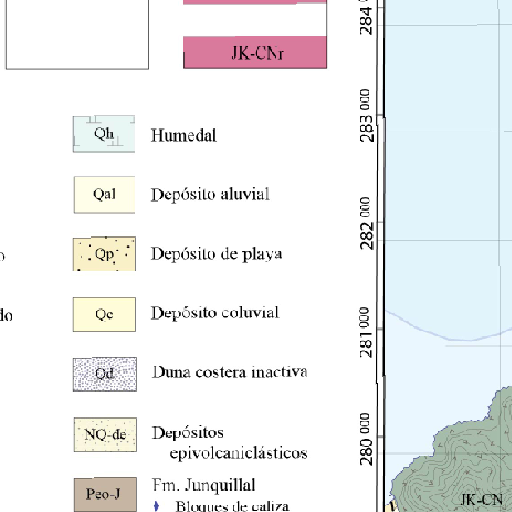 JK-CNr
Qh Humedal
Qal Depósito aluvial
Qp Depósito de playa
Qc Depósito coluvial
Qd Duna costera inactiva
NQ-de Depósitos
epivolcaniclásticos
Peo-J Fm. Junquillal
Bloques de caliza
283 000
282 000
281 000
280 000
JK-CN